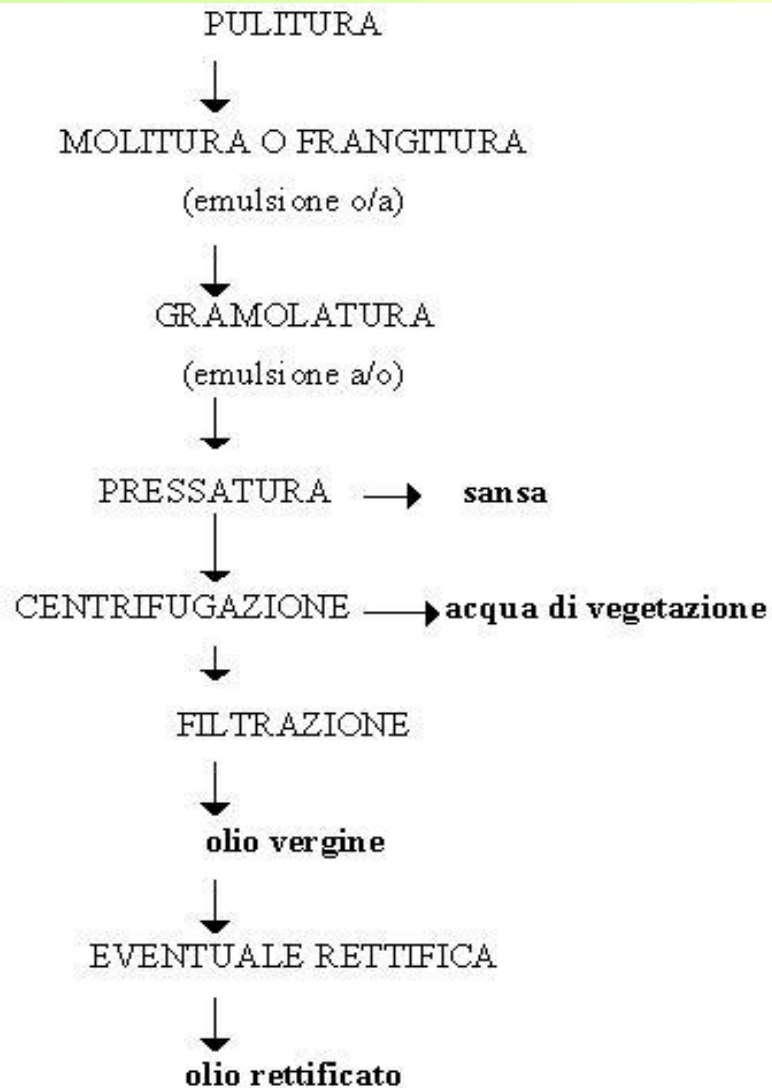 PULITURA
MOLITURA O FRANGITURA
(emulsione o/a)
GRAMOLATURA
(emulsione a/o)
PRESSATURA sansa
CENTRIFUGAZIONE acqua di vegetazione
FILTRAZIONE
olio vergine
EVENTUALE RETTIFICA
olio rettificato